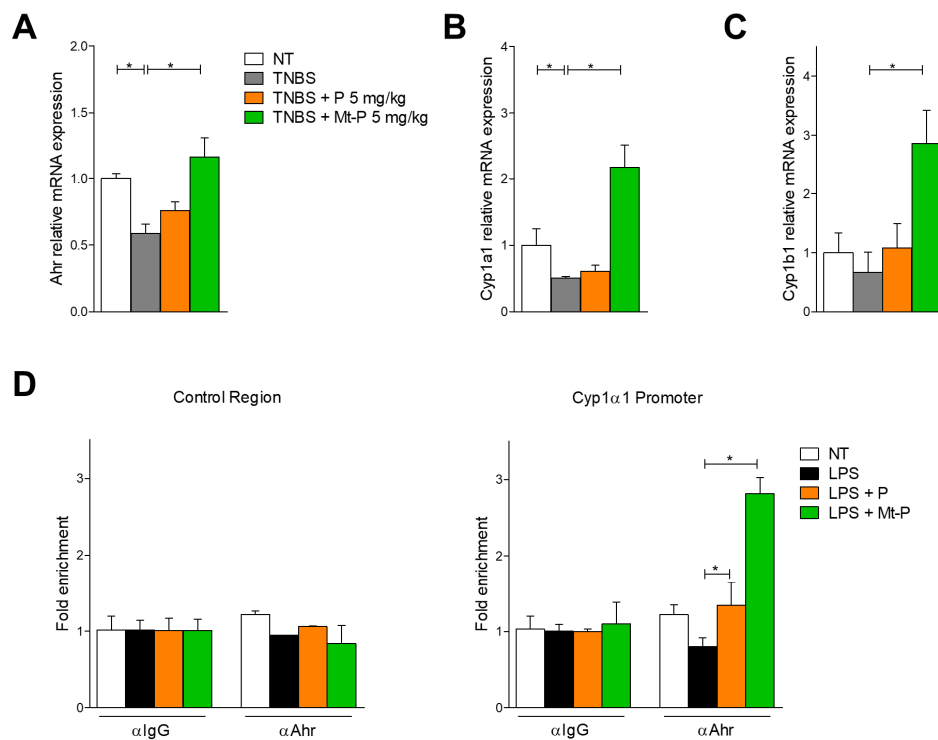 A
Ahr relative mRNA expression
2.0
1.5
1.0
0.5
0.0
* *
NT
TNBS
TNBS + P 5 mg/kg
TNBS + Mt-P 5 mg/kg
B
Cyp1a1 relative mRNA expression
4
3
2
1
0
* *
C
Cyp1b1 relative mRNA expression
4
3
2
1
0
*
D
Control Region
Fold enrichment
3
2
1
0
αIgG αAhr
Cyp1α1 Promoter
Fold enrichment
3
2
1
0
*
*
αIgG αAhr
NT
LPS
LPS + P
LPS + Mt-P